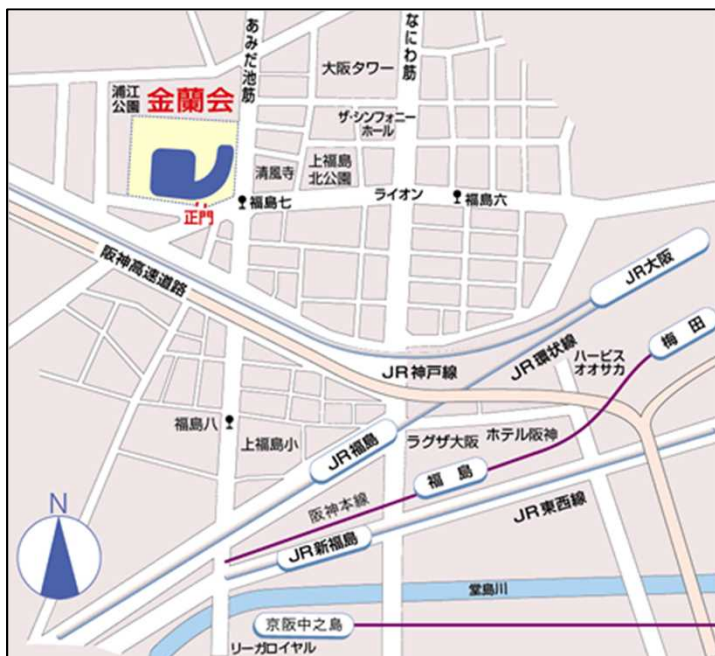 あみだ池筋
なにわ筋
大阪タワー
浦江
公園
金蘭会
ザ・シンフォニー
ホール
清風寺
上福島
北公園
正門
福島七
ライオン
福島六
阪神高速道路
JR大阪
梅田
JR神戸線
JR環状線
ハービス
オオサカ
福島八
上福島小
JR福島
ラグザ大阪
ホテル阪神
福島
阪神本線
JR新福島
JR東西線
N
堂島川
京阪中之島
リーガロイヤル